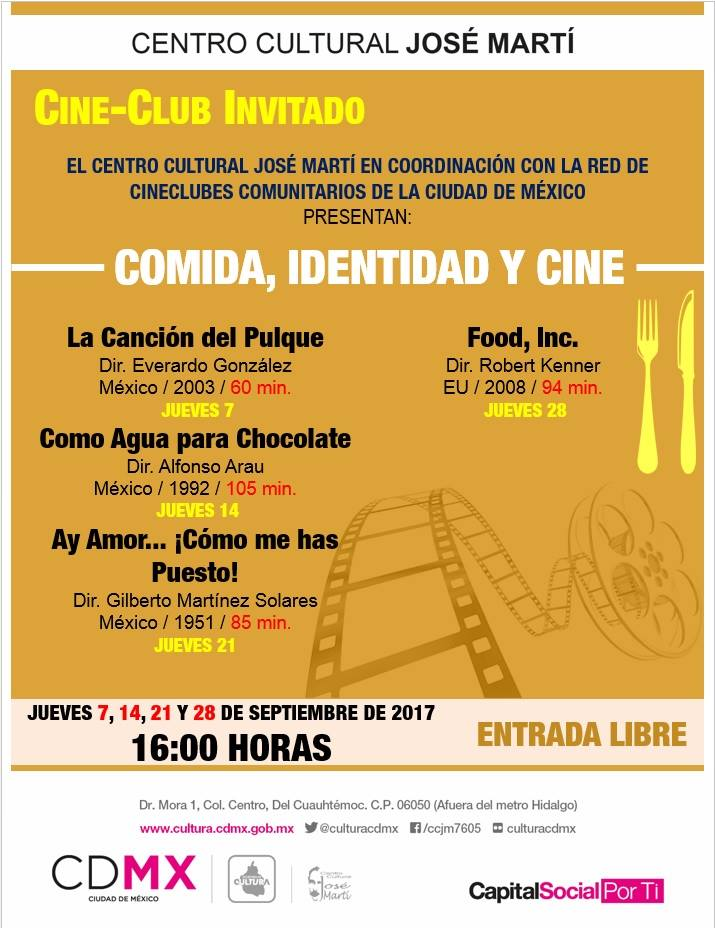 CENTRO CULTURAL JOSÉ MARTÍ
CINE-CLUB INVITADO
EL CENTRO CULTURAL JOSÉ MARTÍ EN COORDINACIÓN CON LA RED DE
CINECLUBES COMUNITARIOS DE LA CIUDAD DE MÉXICO
PRESENTAN:
COMIDA, IDENTIDAD Y CINE
La Canción del Pulque
Dir. Everardo González
México / 2003 / 60 min.
JUEVES 7
Como Agua para Chocolate
Dir. Alfonso Arau
México / 1992 / 105 min.
JUEVES 14
Ay Amor... ¡Cómo me has
Puesto!
Dir. Gilberto Martínez Solares
México / 1951 / 85 min.
JUEVES 21
Food, Inc.
Dir. Robert Kenner
EU / 2008 / 94 min.
JUEVES 28
JUEVES 7, 14, 21 Y 28 DE SEPTIEMBRE DE 2017
16:00 HORAS
ENTRADA LIBRE
Dr. Mora 1, Col. Centro, Del Cuauhtémoc. C.P. 06050 (Afuera del metro Hidalgo)
www.cultura.cdmx.gob.mx @culturacdmx /ccjm7605 culturacdmx
CDMX
CIUDAD DE MÉXICO
CULTURA
Centro
Cultural
José
Martí
CapitalSocialPor Ti